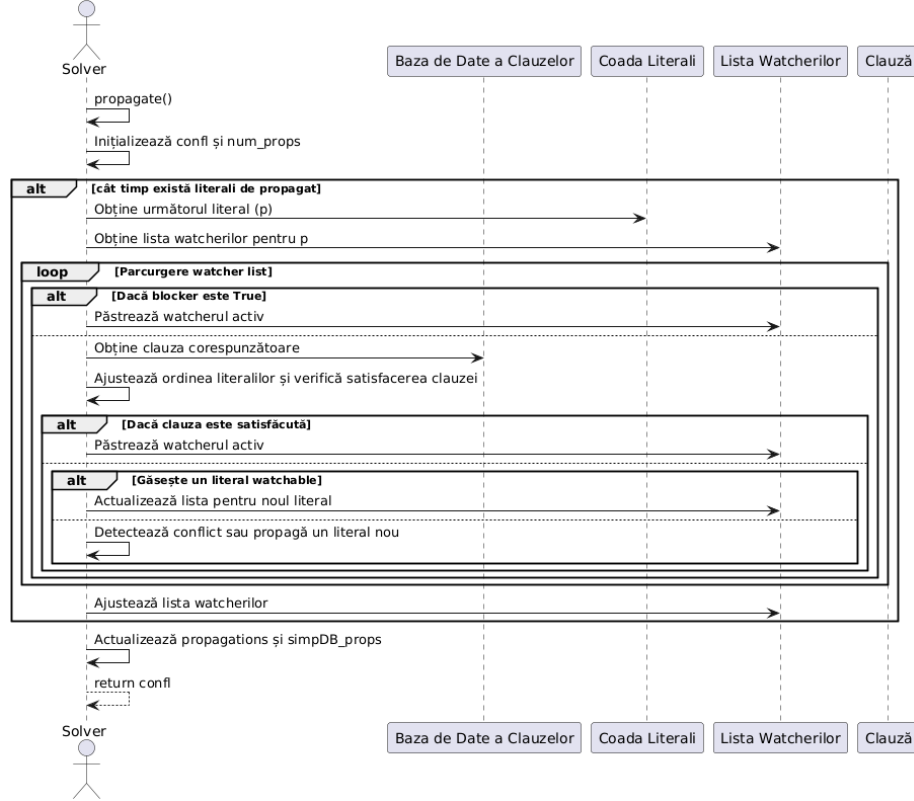 Solver
Baza de Date a Clauzelor
Coada Literali
Lista Watcherilor
Clauză
propagate()
Inițializează confl și num_props
alt [cât timp există literali de propagat]
Obține următorul literal (p)
Obține lista watcherilor pentru p
loop [Parcurgere watcher list]
alt [Dacă blocker este True]
Păstrează watcherul activ
Obține clauza corespunzătoare
Ajustează ordinea literalilor și verifică satisfacerea clauzei
alt [Dacă clauza este satisfăcută]
Păstrează watcherul activ
alt [Găsește un literal watchable]
Actualizează lista pentru noul literal
Detectează conflict sau propagă un literal nou
Ajustează lista watcherilor
Actualizează propagations și simpDB_props
return confl
Solver
Baza de Date a Clauzelor
Coada Literali
Lista Watcherilor
Clauză